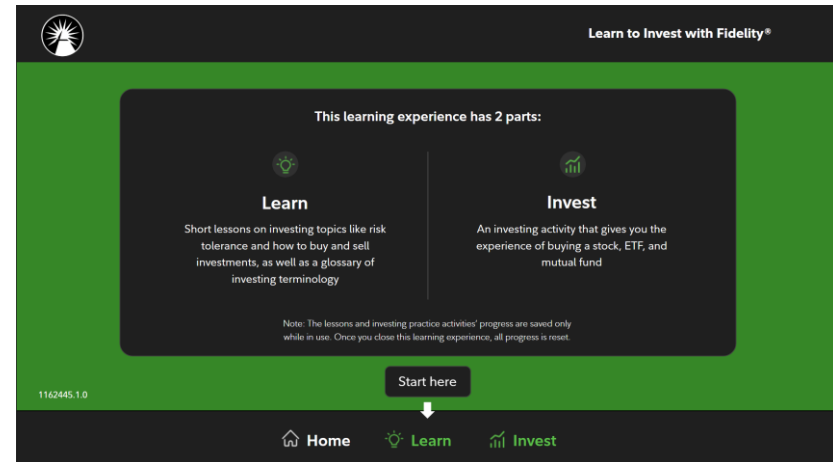 Learn to Invest with Fidelity®
This learning experience has 2 parts:
Learn
Short lessons on investing topics like risk
tolerance and how to buy and sell
investments, as well as a glossary of
investing terminology
Invest
An investing activity that gives you the
experience of buying a stock, ETF, and
mutual fund
Note: The lessons and investing practice activities' progress are saved only
while in use. Once you close this learning experience, all progress is reset.
Start here
1162445.1.0
Home Learn Invest